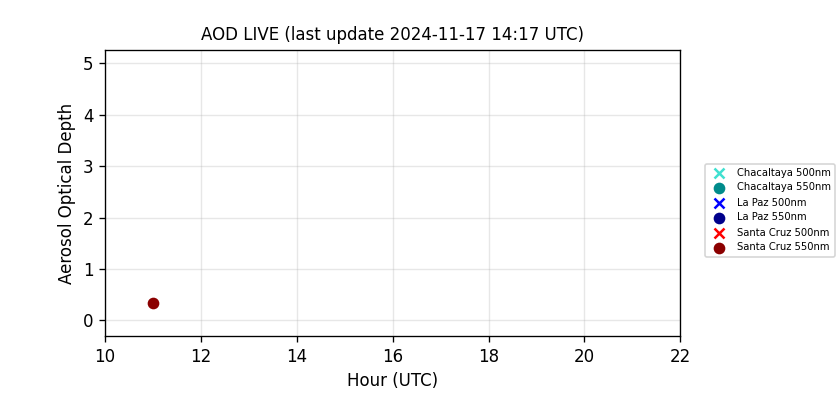 AOD LIVE (last update 2024-11-17 14:17 UTC)
5
4
3
2
1
0
Aerosol Optical Depth
10 12 14 16 18 20 22
Hour (UTC)
Chacaltaya 500nm
Chacaltaya 550nm
La Paz 500nm
La Paz 550nm
Santa Cruz 500nm
Santa Cruz 550nm